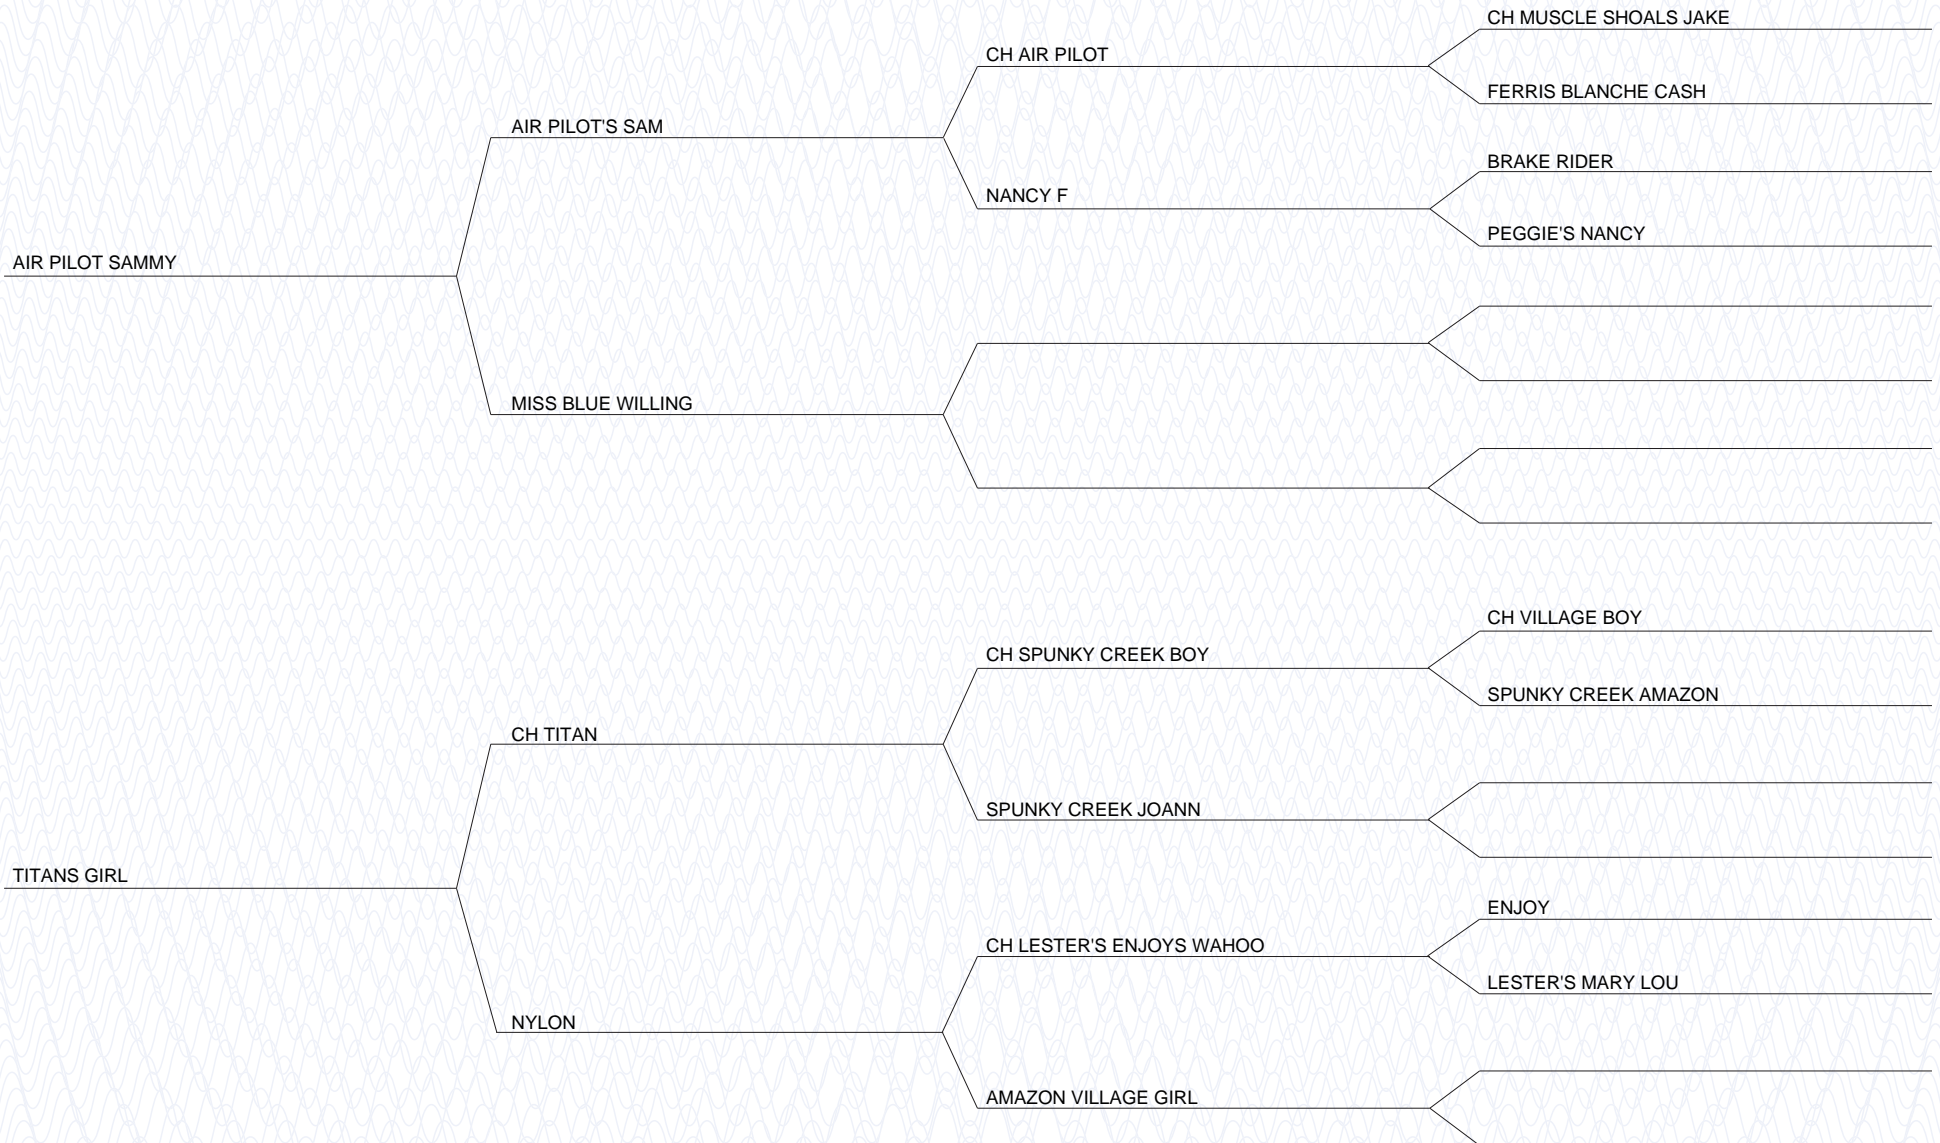 CH MUSCLE SHOALS JAKE
CH AIR PILOT
FERRIS BLANCHE CASH
AIR PILOT'S SAM
BRAKE RIDER
NANCY F
PEGGIE'S NANCY
AIR PILOT SAMMY
MISS BLUE WILLING
CH VILLAGE BOY
CH SPUNKY CREEK BOY
SPUNKY CREEK AMAZON
CH TITAN
SPUNKY CREEK JOANN
TITANS GIRL
ENJOY
CH LESTER'S ENJOYS WAHOO
LESTER'S MARY LOU
NYLON
AMAZON VILLAGE GIRL